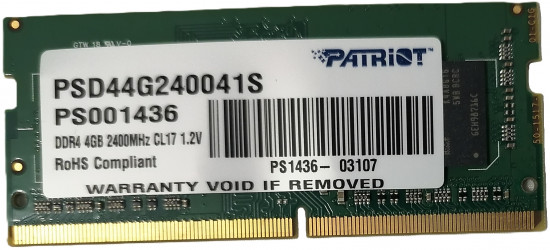 PATRIOT
PSD44G240041S
PS001436
DDR4 4GB 2400MHz CL17 1.2V
RoHS Compliant
PS1436- 03107
WARRANTY VOID IF REMOVED